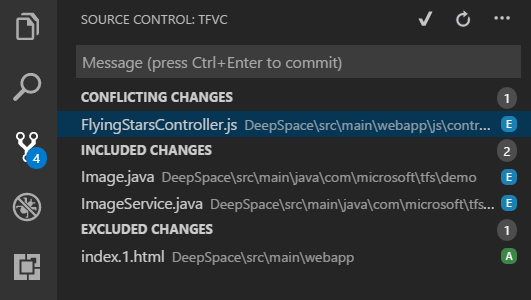 SOURCE CONTROL: TFVC
Message (press Ctrl+Enter to commit)
CONFLICTING CHANGES 1
FlyingStarsController.js DeepSpace\src\main\webapp\js\contr... E
INCLUDED CHANGES 2
Image.java DeepSpace\src\main\java\com\microsoft\tfs\demo E
4
ImageService.java DeepSpace\src\main\java\com\microsoft\tfs... E
EXCLUDED CHANGES 1
index.1.html DeepSpace\src\main\webapp A